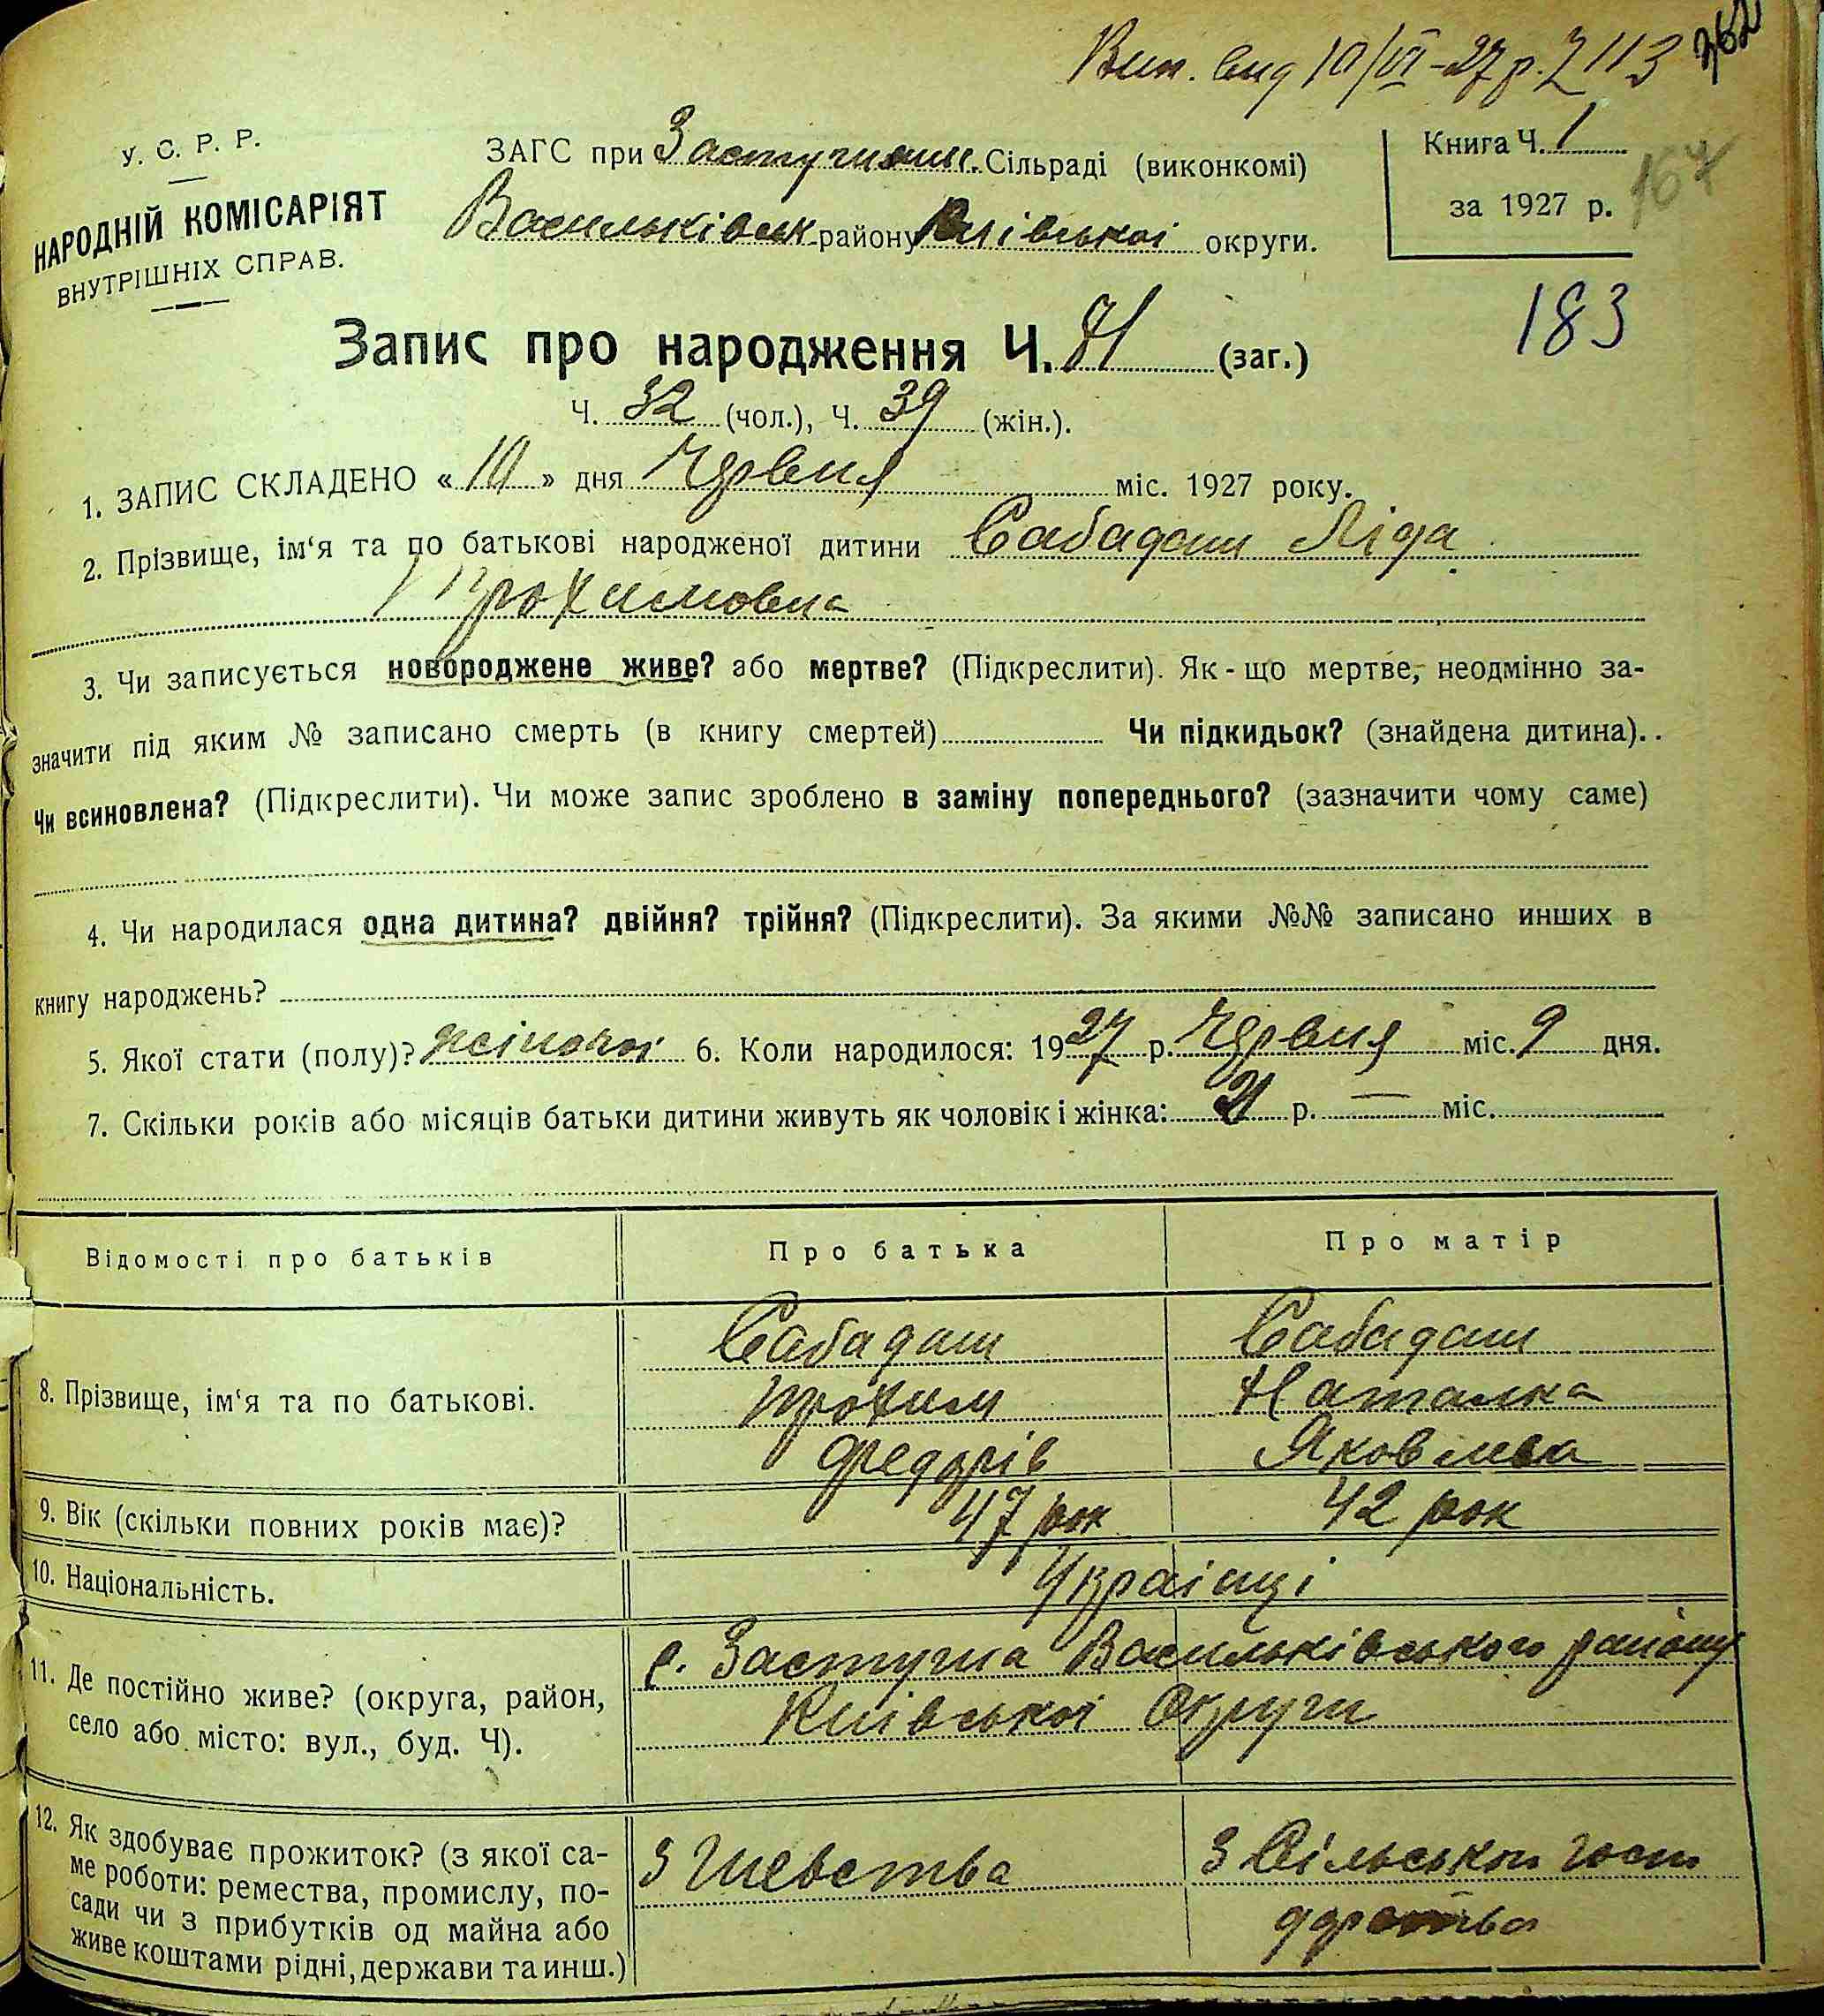 Вип. вид 10/VI-27 р. 113 362
У. С. Р. Р.
НАРОДНІЙ КОМІСАРІЯТ
ВНУТРІШНІХ СПРАВ.
ЗАГС при Застугнян. Сільраді (виконкомі)
Васильківськ району Київської округи.
Книга Ч. 1
за 1927 р.
167
183
Запис про народження Ч. 71 (заг.)
Ч. 32 (чол.), Ч. 39 (жін.).
1. ЗАПИС СКЛАДЕНО «10» дня Червня міс. 1927 року.
2. Прізвище, ім‘я та по батькові народженої дитини Сабадаш Ліда
Трохимовна
3. Чи записується новороджене живе? або мертве? (Підкреслити). Як-що мертве, неодмінно за-
значити під яким № записано смерть (в книгу смертей) Чи підкидьок? (знайдена дитина)..
Чи всиновлена? (Підкреслити). Чи може запис зроблено в заміну попереднього? (зазначити чому саме)
4. Чи народилася одна дитина? двійня? трійня? (Підкреслити). За якими №№ записано инших в
книгу народжень?
5. Якої стати (полу)? жіночої 6. Коли народилося: 1927 р. Червня міс. 9 дня.
7. Скільки років або місяців батьки дитини живуть як чоловік і жінка: 21 р. — міс.
Відомості про батьків Про батька Про матір
8. Прізвище, ім‘я та по батькові.
Сабадаш
Трохим
Федорів
Сабадаш
Наталка
Яковлева
9. Вік (скільки повних років має)? 47 рок 42 рок
10. Національність. Українці
11. Де постійно живе? (округа, район,
село або місто: вул., буд. Ч).
с. Застугна Васильківського району
Київської Округи
12. Як здобуває прожиток? (з якої са-
ме роботи: ремества, промислу, по-
сади чи з прибутків од майна або
живе коштами рідні, держави та инш.)
З Шевства
З Сільського госп